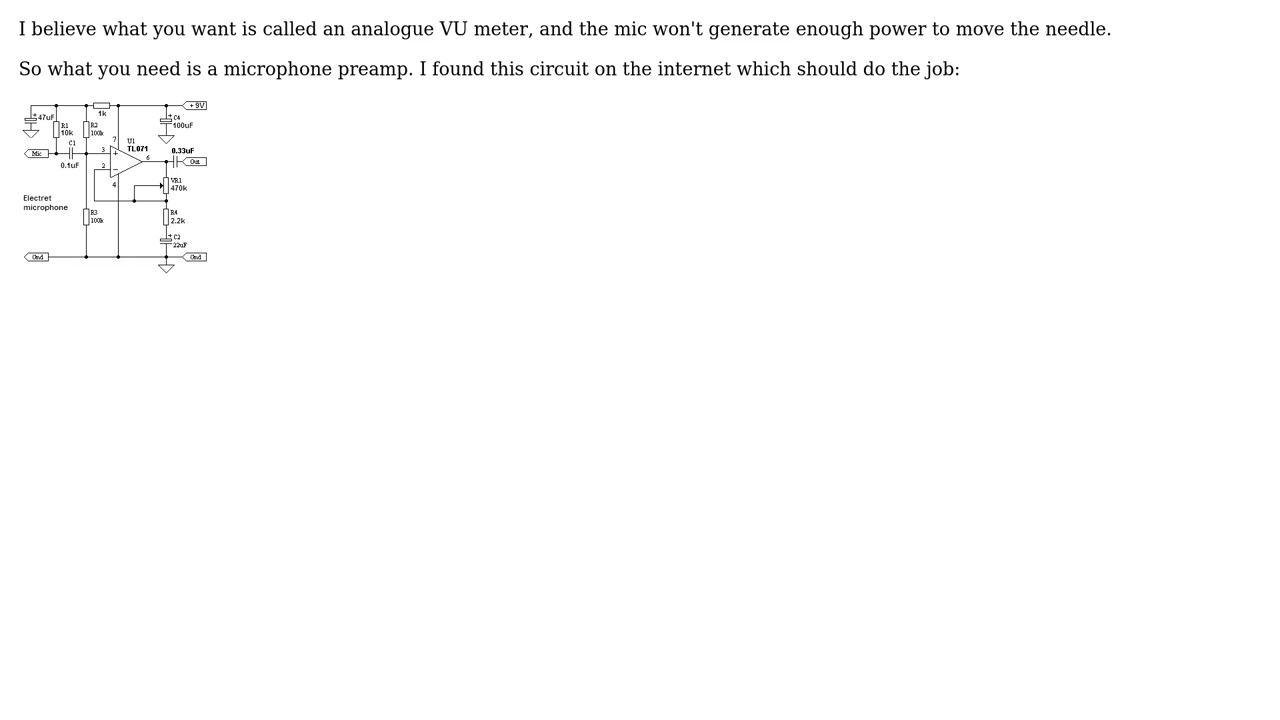 I believe what you want is called an analogue VU meter, and the mic won't generate enough power to move the needle.
So what you need is a microphone preamp. I found this circuit on the internet which should do the job:
+9V
1k
47uF
C4
100uF
R1
10k
R2
100k
C1
0.1uF
Mic
7
U1
TL071
3
2
6
4
0.33uF
Out
VR1
470k
Electret
microphone
R3
100k
R4
2.2k
C2
22uF
Gnd
Gnd